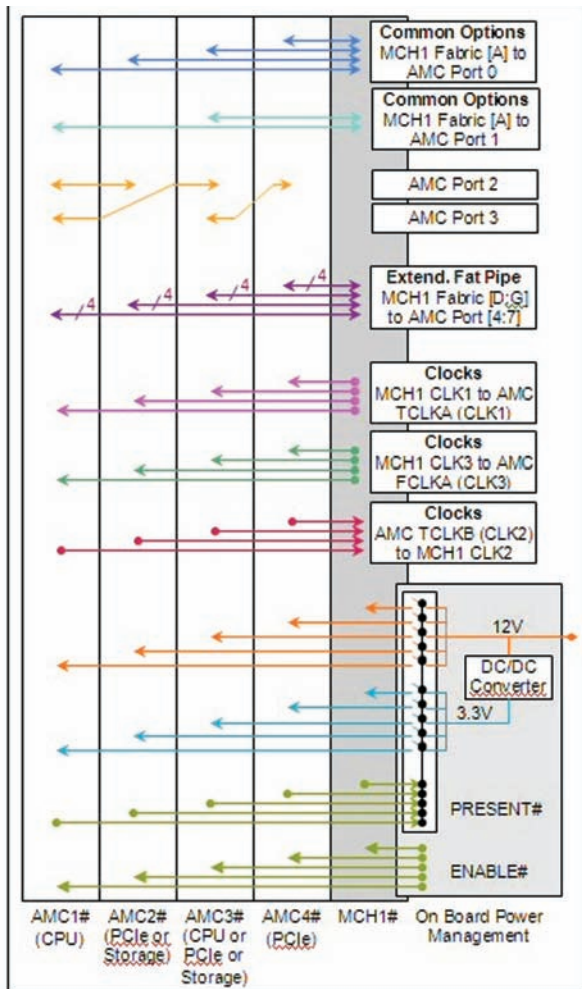 Common Options
MCH1 Fabric [A] to
AMC Port 0
Common Options
MCH1 Fabric [A] to
AMC Port 1
AMC Port 2
AMC Port 3
4
4
4
4
Extend. Fat Pipe
MCH1 Fabric [D:G]
to AMC Port [4:7]
Clocks
MCH1 CLK1 to AMC
TCLKA (CLK1)
Clocks
MCH1 CLK3 to AMC
FCLKA (CLK3)
Clocks
AMC TCLKB (CLK2)
to MCH1 CLK2
12V
DC/DC
Converter
3.3V
PRESENT#
ENABLE#
AMC1#
(CPU)
AMC2#
(PCIe or
Storage)
AMC3#
(CPU or
PCIe or
Storage)
AMC4#
(PCIe)
MCH1#
On Board Power
Management